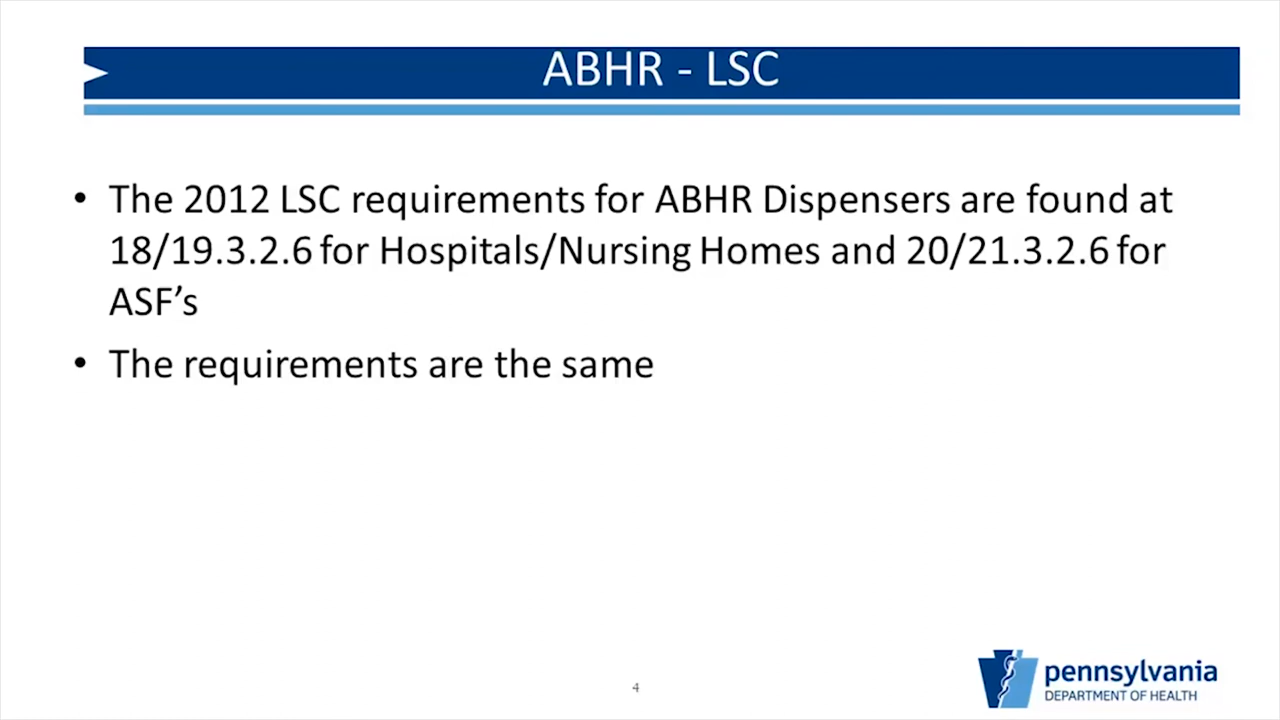 ABHR - LSC
• The 2012 LSC requirements for ABHR Dispensers are found at
18/19.3.2.6 for Hospitals/Nursing Homes and 20/21.3.2.6 for
ASF’s
• The requirements are the same
4
pennsylvania
DEPARTMENT OF HEALTH